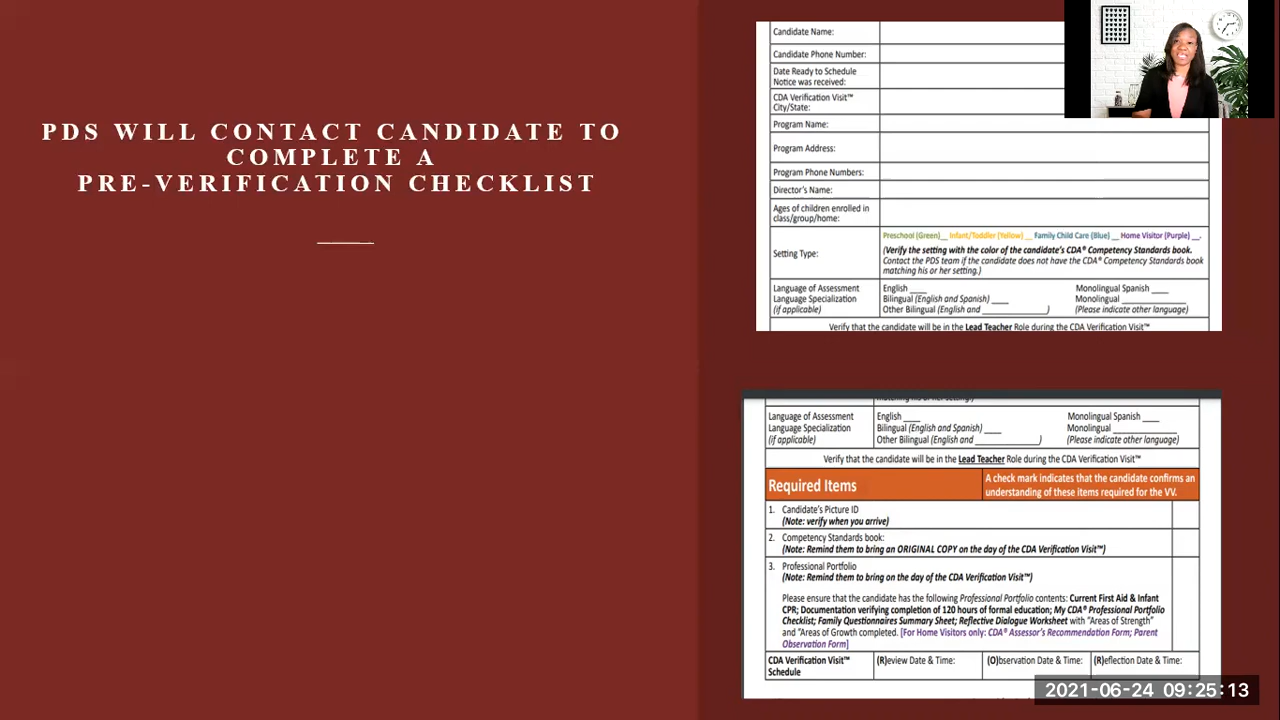 PDS WILL CONTACT CANDIDATE TO
COMPLETE A
PRE-VERIFICATION CHECKLIST
Candidate Name:
Candidate Phone Number:
Date Ready to Schedule
Notice was received:
CDA Verification Visit™
City/State:
Program Name:
Program Address:
Program Phone Numbers:
Director's Name:
Ages of children enrolled in
class/group/home:
Setting Type:
Preschool (Green)__ Infant/Toddler (Yellow) __ Family Child Care (Blue) __ Home Visitor (Purple) __.
(Verify the setting with the color of the candidate's CDA® Competency Standards book.
Contact the PDS team if the candidate does not have the CDA® Competency Standards book
matching his or her setting.)
Language of Assessment
Language Specialization
(if applicable)
English ____ Monolingual Spanish ____
Bilingual (English and Spanish) ____ Monolingual ______________
Other Bilingual (English and ______________) (Please indicate other language)
Verify that the candidate will be in the Lead Teacher Role during the CDA Verification Visit™
matching his or her setting.)
Language of Assessment
Language Specialization
(if applicable)
English ____ Monolingual Spanish ____
Bilingual (English and Spanish) ____ Monolingual ______________
Other Bilingual (English and ______________) (Please indicate other language)
Verify that the candidate will be in the Lead Teacher Role during the CDA Verification Visit™
Required Items
A check mark indicates that the candidate confirms an
understanding of these items required for the VV.
1. Candidate's Picture ID
(Note: verify when you arrive)
2. Competency Standards book:
(Note: Remind them to bring an ORIGINAL COPY on the day of the CDA Verification Visit™)
3. Professional Portfolio
(Note: Remind them to bring on the day of the CDA Verification Visit™)
Please ensure that the candidate has the following Professional Portfolio contents: Current First Aid & Infant
CPR; Documentation verifying completion of 120 hours of formal education; My CDA® Professional Portfolio
Checklist; Family Questionnaires Summary Sheet; Reflective Dialogue Worksheet with "Areas of Strength"
and "Areas of Growth completed. [For Home Visitors only: CDA® Assessor's Recommendation Form; Parent
Observation Form]
CDA Verification Visit™
Schedule
(R)eview Date & Time:
(O)bservation Date & Time:
(R)eflection Date & Time:
2021-06-24 09:25:13